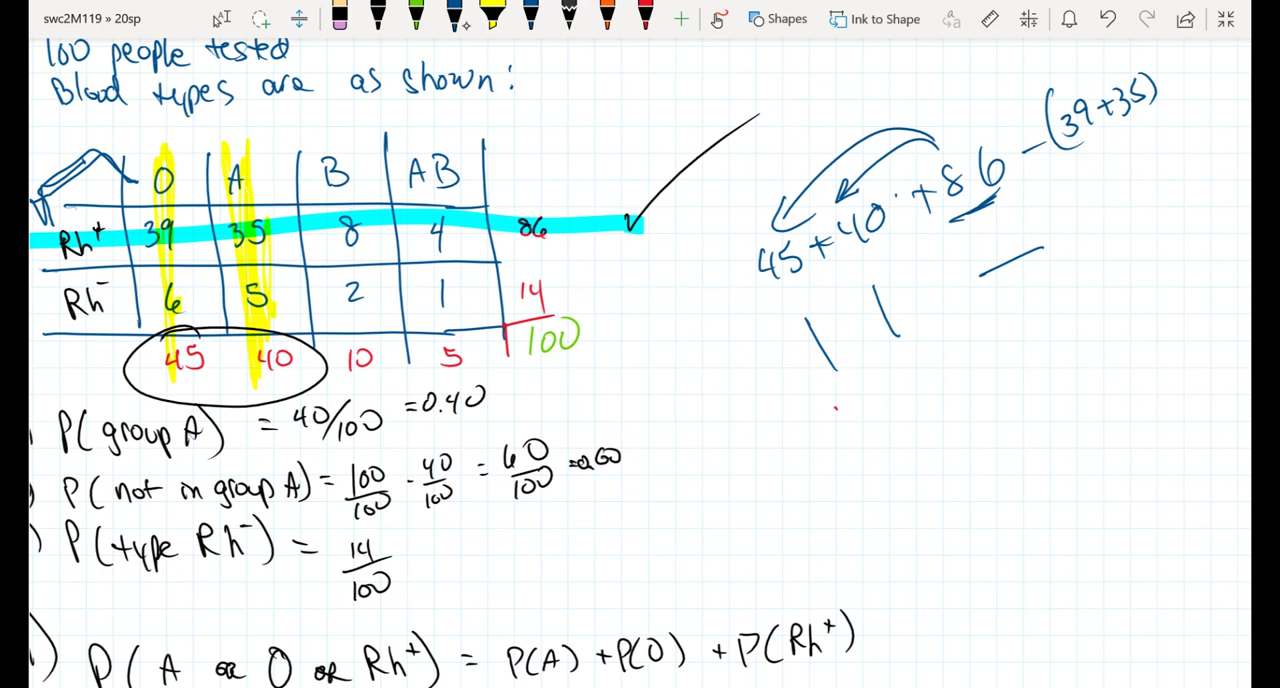 swc2M119 » 20sp
Shapes
Ink to Shape
100 people tested
Blood types are as shown:
O A B AB
Rh+ 39 35 8 4 86
Rh- 6 5 2 1 14
45 40 10 5 100
45+40+86-(39+35)
P(group A) = 40/100 = 0.40
) P(not in group A) = 100/100 - 40/100 = 60/100 = 0.60
) P(type Rh-) = 14/100
) P(A or O or Rh+) = P(A) + P(O) + P(Rh+)